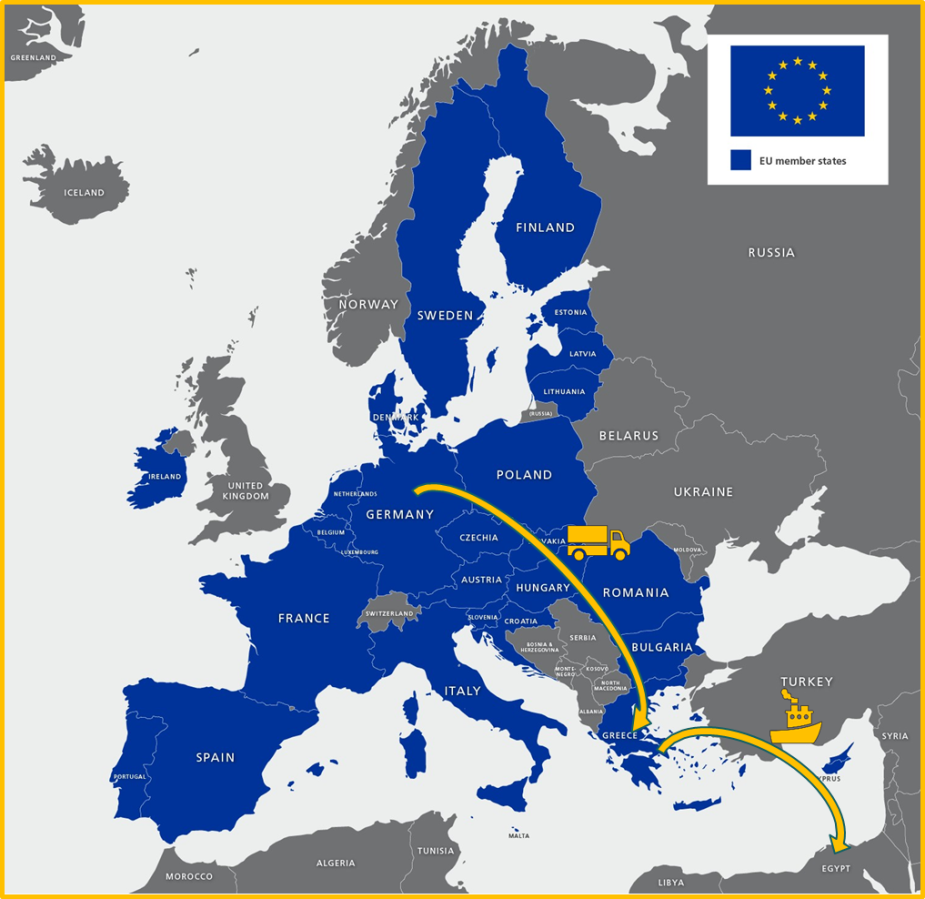 GREENLAND
EU member states
ICELAND
FINLAND
RUSSIA
NORWAY
SWEDEN
ESTONIA
LATVIA
LITHUANIA
(RUSSIA)
DENMARK
BELARUS
IRELAND
UNITED
KINGDOM
NETHERLANDS
POLAND
UKRAINE
GERMANY
BELGIUM
LUXEMBOURG
CZECHIA
VAKIA
MOLDOVA
AUSTRIA
HUNGARY
ROMANIA
FRANCE
SWITZERLAND
SLOVENIA
CROATIA
BOSNIA &
HERZEGOVINA
SERBIA
BULGARIA
MONTE-
NEGRO
KOSOVO
NORTH
MACEDONIA
ALBANIA
ITALY
TURKEY
GREECE
SYRIA
SPAIN
PORTUGAL
YPRUS
MALTA
MOROCCO
ALGERIA
TUNISIA
LIBYA
EGYPT